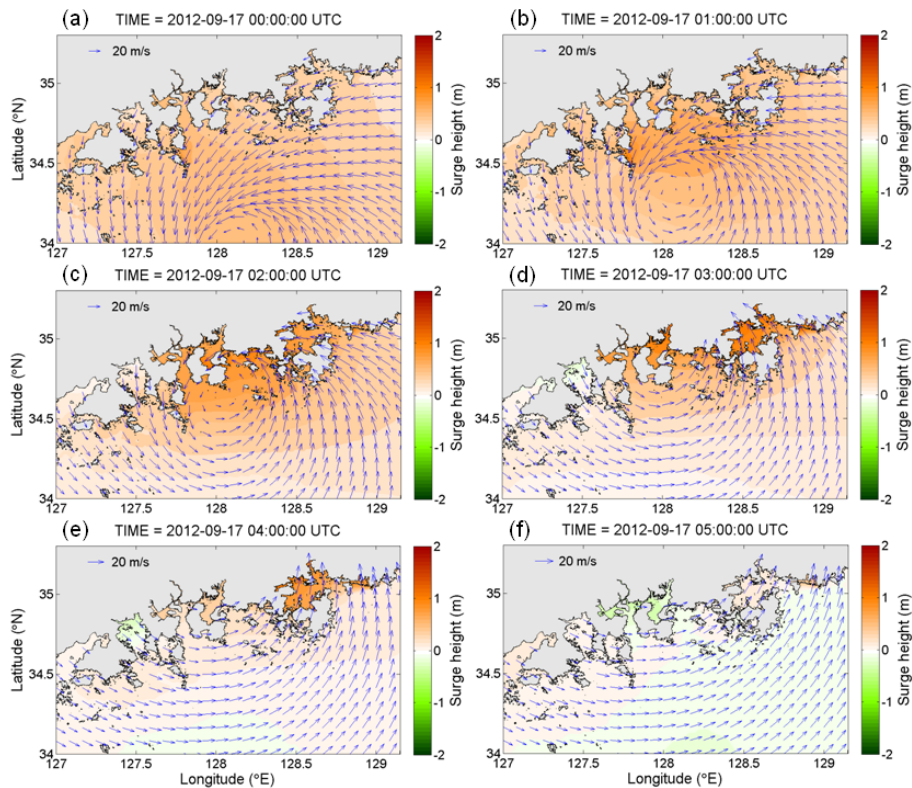 (a) TIME = 2012-09-17 00:00:00 UTC
20 m/s
35
34.5
34
127 127.5 128 128.5 129
Latitude (°N)
2
1
0
-1
-2
Surge height (m)
(b) TIME = 2012-09-17 01:00:00 UTC
20 m/s
35
34.5
34
127 127.5 128 128.5 129
2
1
0
-1
-2
Surge height (m)
(c) TIME = 2012-09-17 02:00:00 UTC
20 m/s
35
34.5
34
127 127.5 128 128.5 129
Latitude (°N)
2
1
0
-1
-2
Surge height (m)
(d) TIME = 2012-09-17 03:00:00 UTC
20 m/s
35
34.5
34
127 127.5 128 128.5 129
2
1
0
-1
-2
Surge height (m)
(e) TIME = 2012-09-17 04:00:00 UTC
20 m/s
35
34.5
34
127 127.5 128 128.5 129
Latitude (°N)
Longitude (°E)
2
1
0
-1
-2
Surge height (m)
(f) TIME = 2012-09-17 05:00:00 UTC
20 m/s
35
34.5
34
127 127.5 128 128.5 129
Longitude (°E)
2
1
0
-1
-2
Surge height (m)